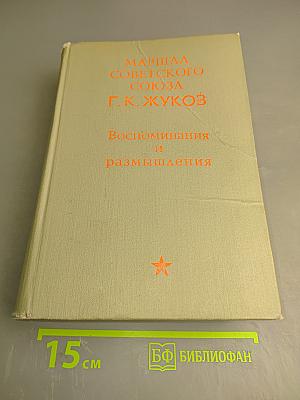 МАРШАЛ
СОВЕТСКОГО
СОЮЗА
Г. К. ЖУКОВ
Воспоминания
и
размышления
15 см
БФ БИБЛИОФАН